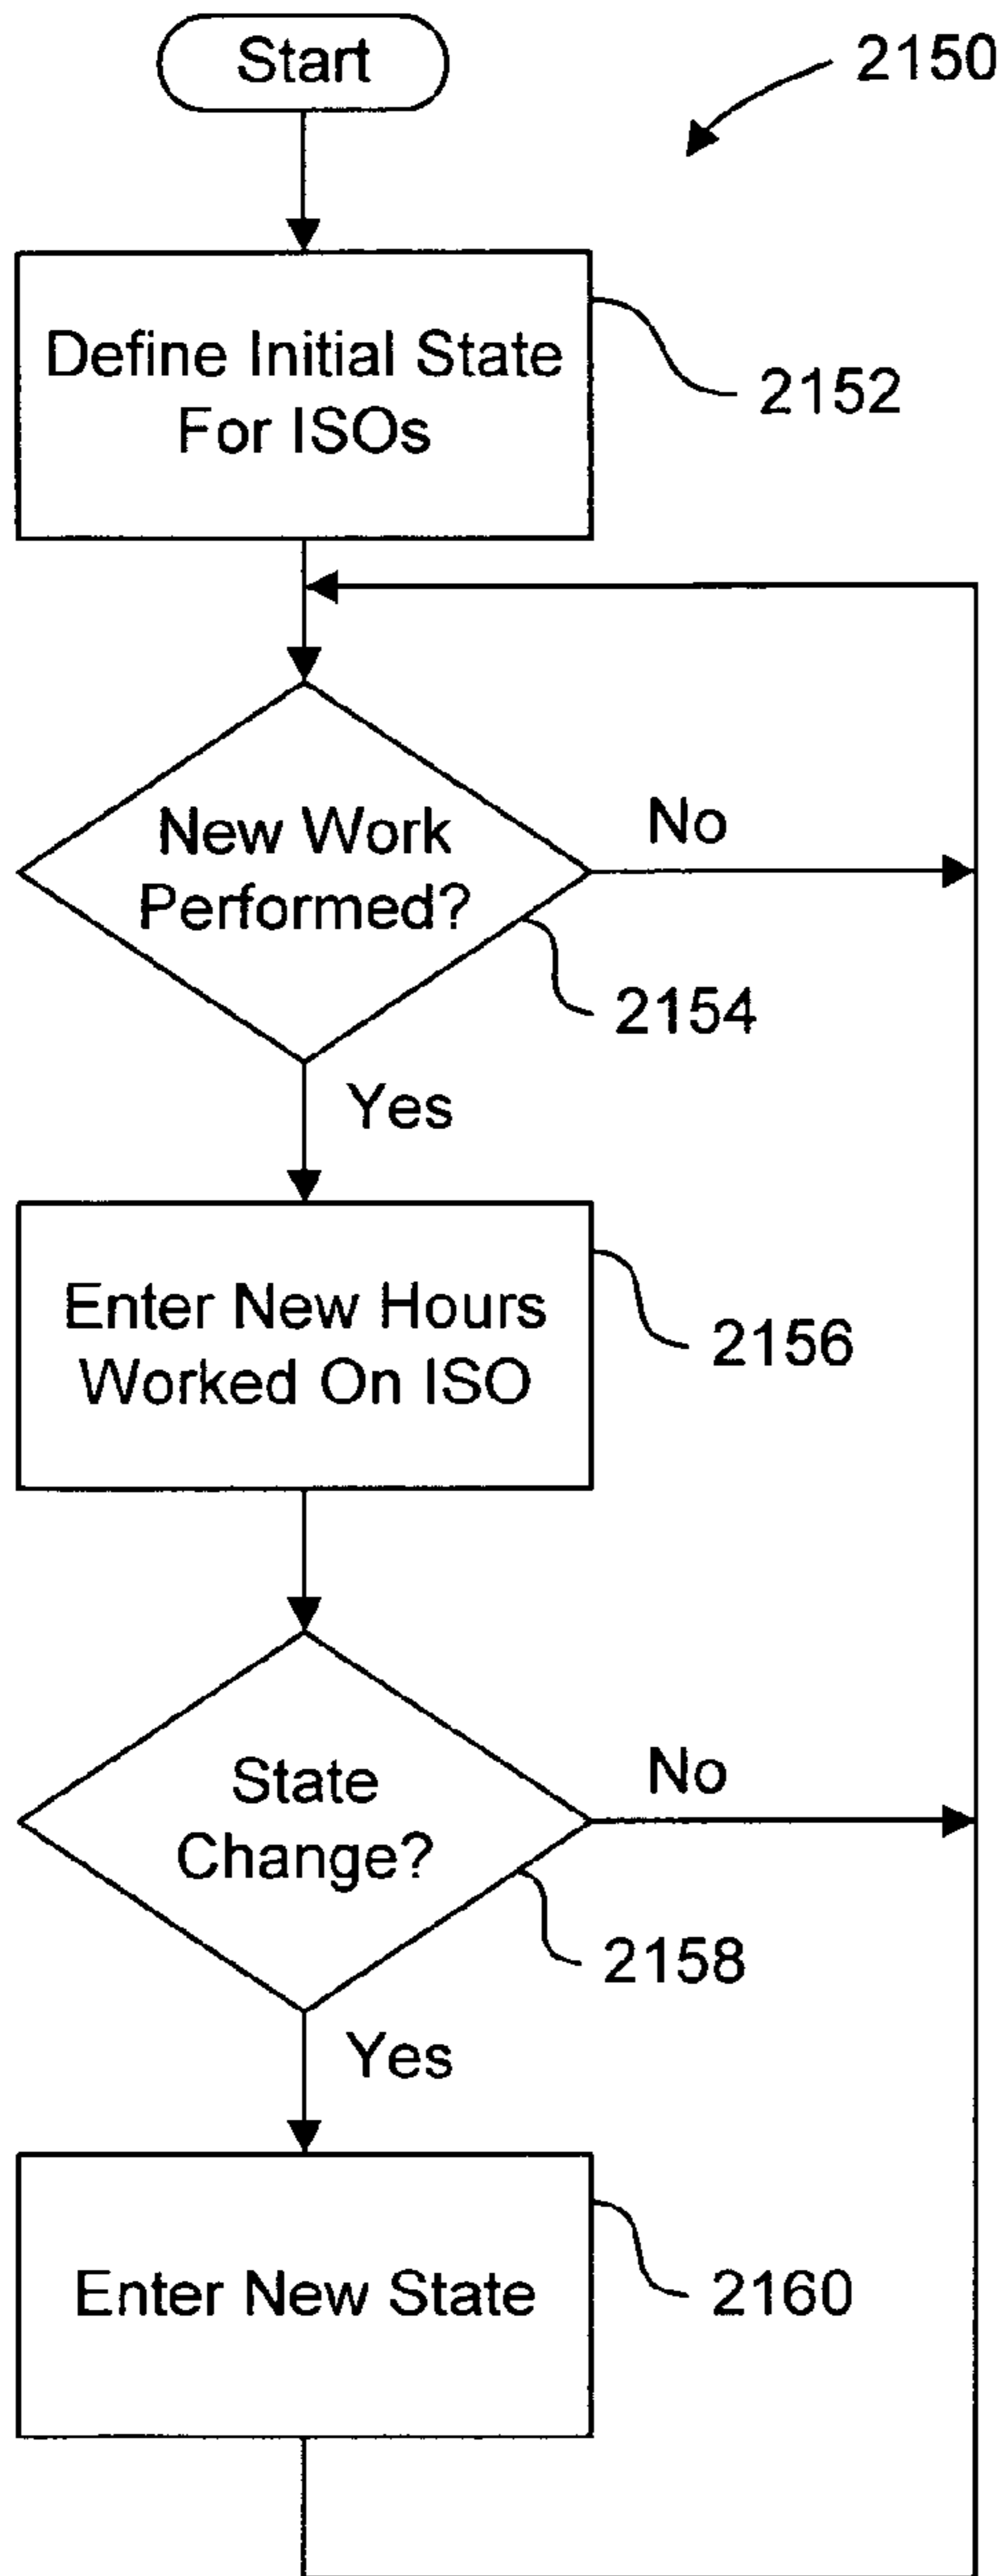 Start
2150
Define Initial State
For ISOs
2152
New Work
Performed?
No
2154
Yes
Enter New Hours
Worked On ISO
2156
State
Change?
No
2158
Yes
Enter New State
2160